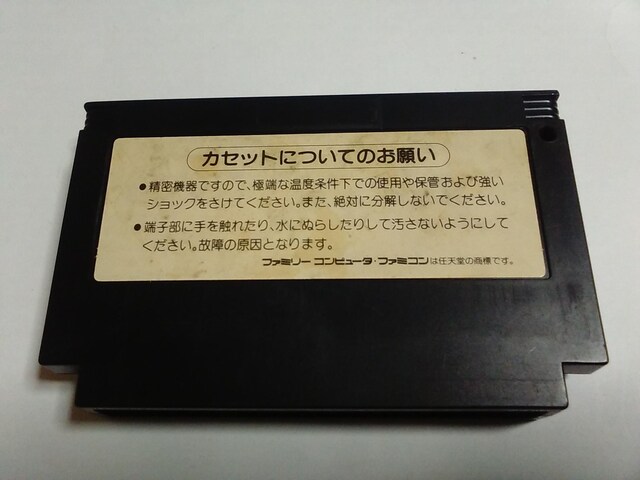 カセットについてのお願い
●精密機器ですので、極端な温度条件下での使用や保管および強い
ショックをさけてください。また、絶対に分解しないでください。
●端子部に手を触れたり、水にぬらしたりして汚さないようにして
ください。故障の原因となります。
ファミリー コンピュータ・ファミコンは任天堂の商標です。